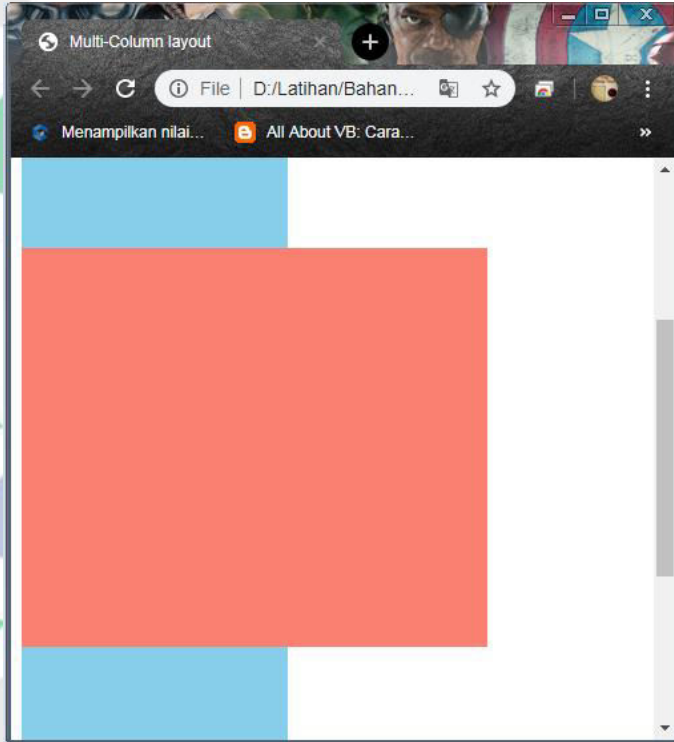 Multi-Column layout
File | D:/Latihan/Bahan...
Menampilkan nilai...
All About VB: Cara...